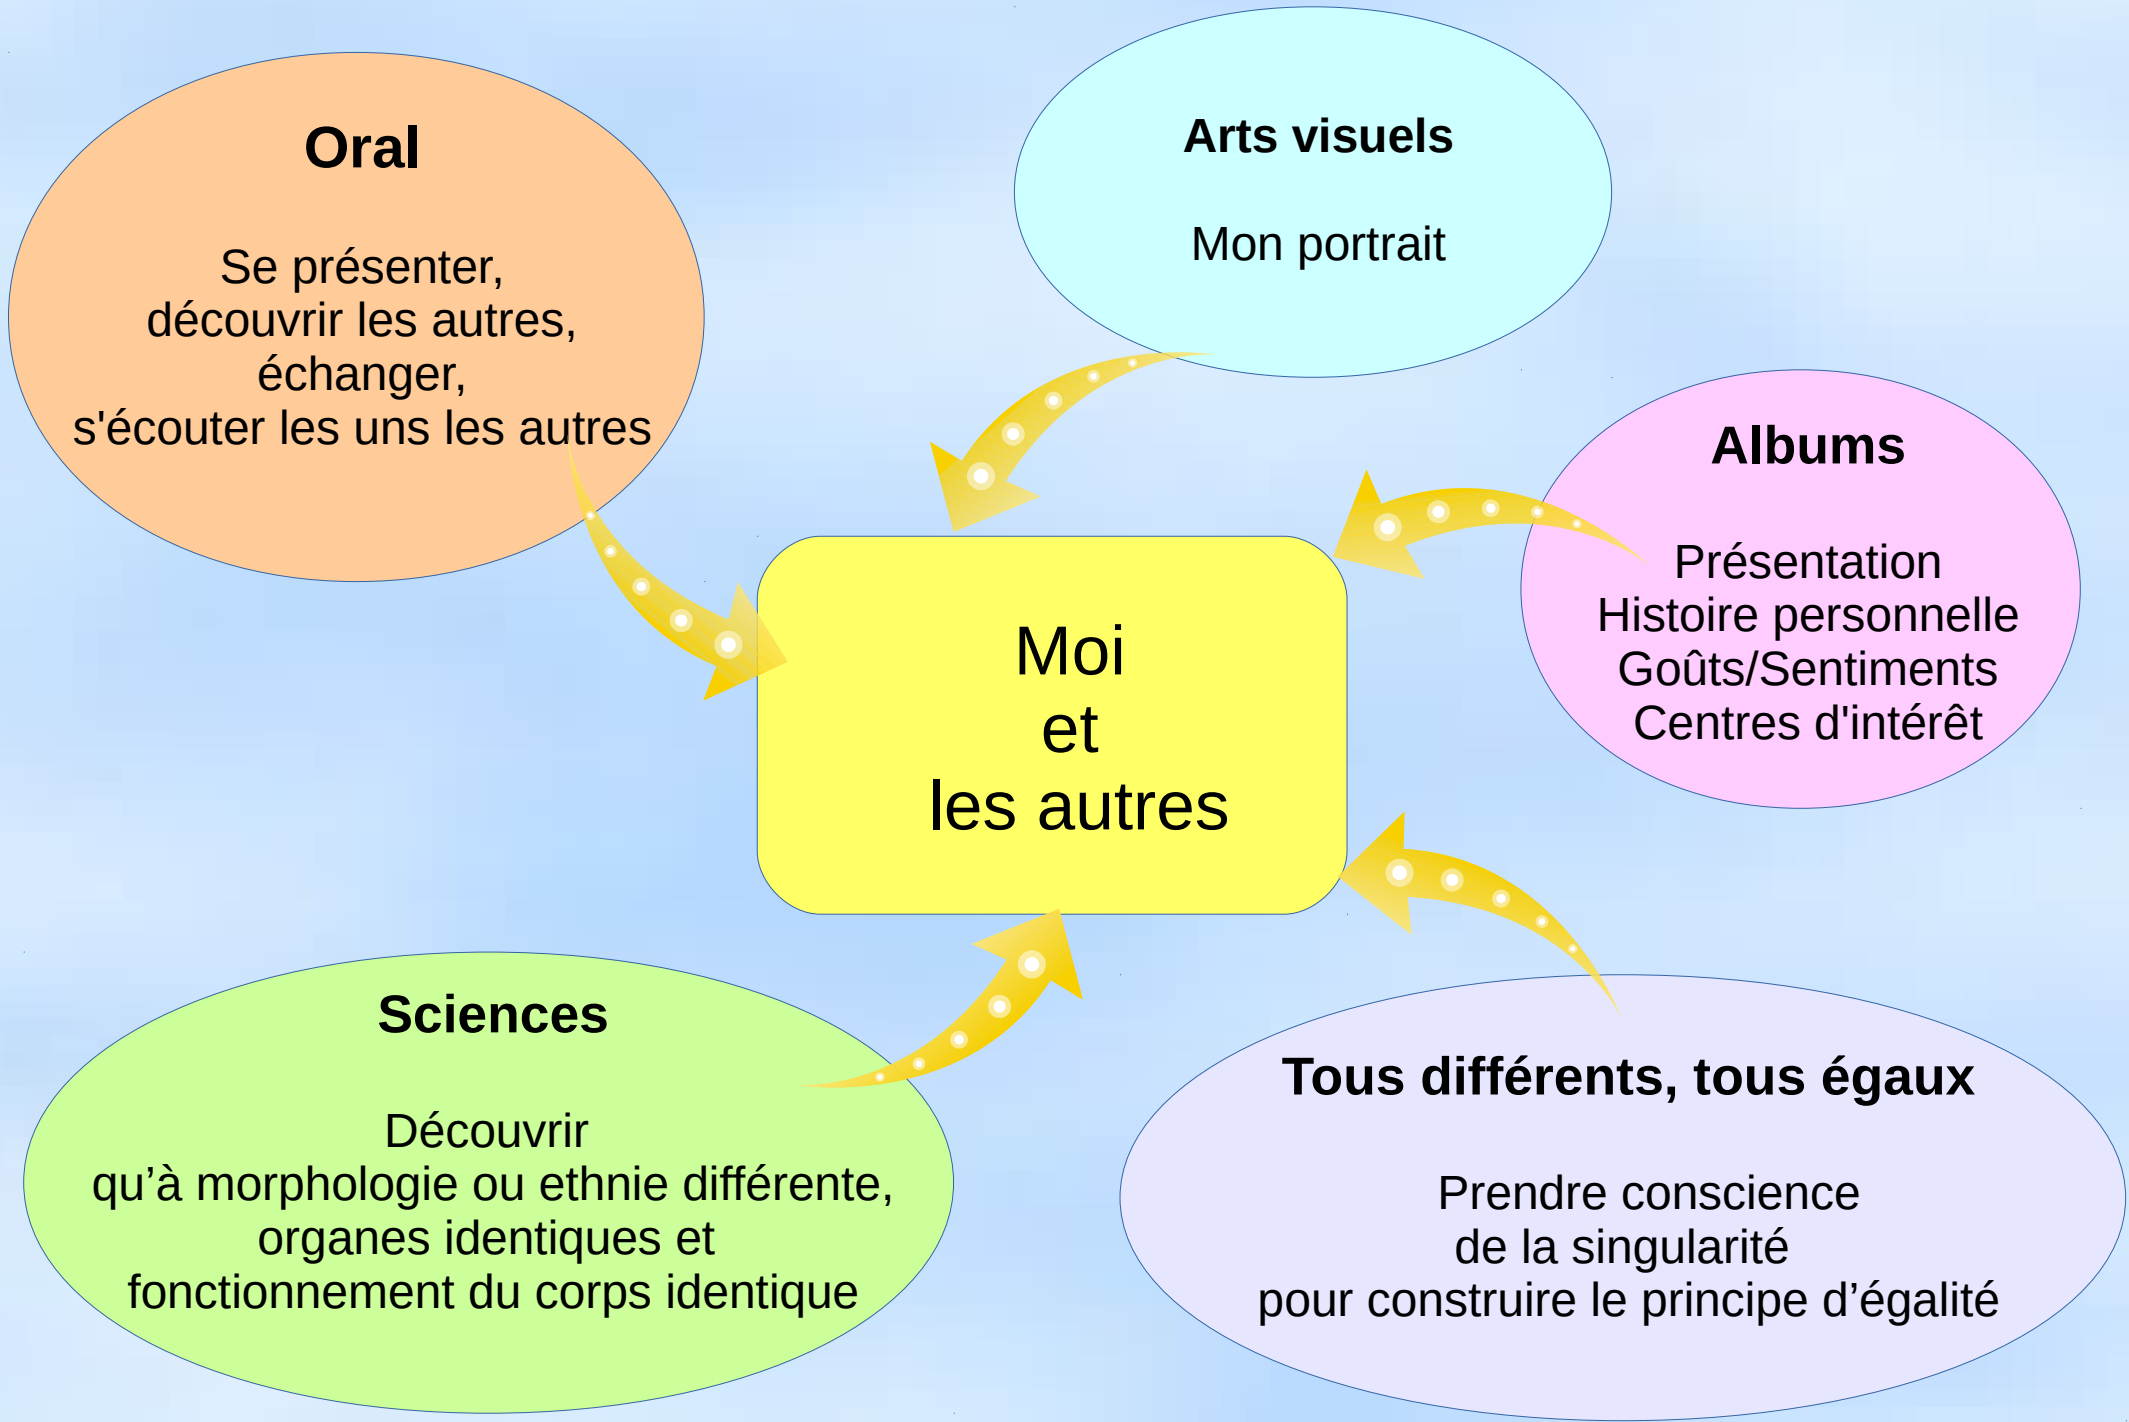 Oral
Se présenter,
découvrir les autres,
échanger,
s'écouter les uns les autres
Arts visuels
Mon portrait
Albums
Présentation
Histoire personnelle
Goûts/Sentiments
Centres d'intérêt
Moi
et
les autres
Sciences
Découvrir
qu’à morphologie ou ethnie différente,
organes identiques et
fonctionnement du corps identique
Tous différents, tous égaux
Prendre conscience
de la singularité
pour construire le principe d’égalité